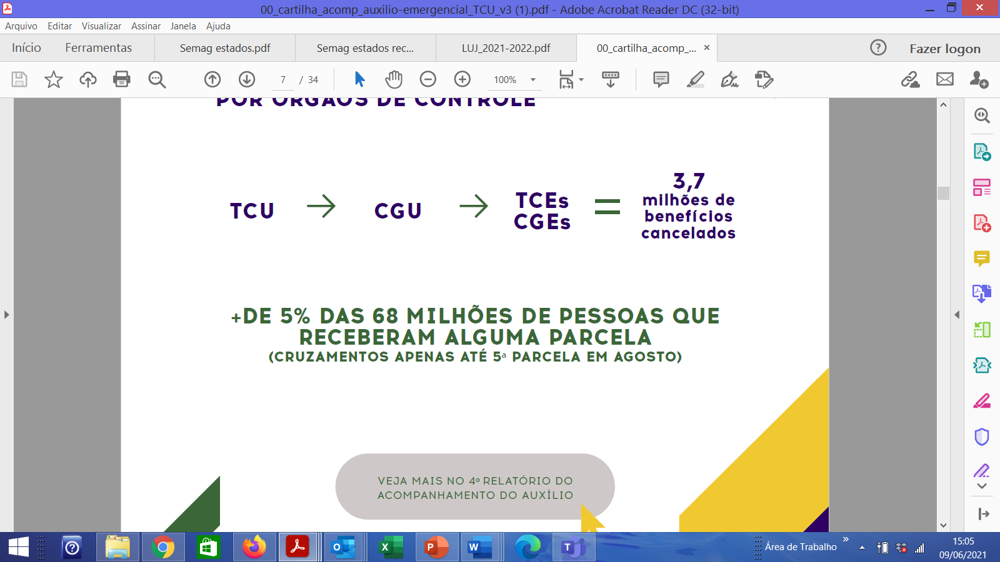 00_cartilha_acomp_auxilio-emergencial_TCU_v3 (1).pdf - Adobe Acrobat Reader DC (32-bit)
Arquivo Editar Visualizar Assinar Janela Ajuda
Início Ferramentas Semag estados.pdf Semag estados rec... LUJ_2021-2022.pdf 00_cartilha_acomp_... × ? Fazer logon
7 / 34 100%
POR ÓRGÃOS DE CONTROLE
TCU → CGU → TCEs CGEs = 3,7 milhões de benefícios cancelados
+DE 5% DAS 68 MILHÕES DE PESSOAS QUE
RECEBERAM ALGUMA PARCELA
(CRUZAMENTOS APENAS ATÉ 5ª PARCELA EM AGOSTO)
VEJA MAIS NO 4º RELATÓRIO DO
ACOMPANHAMENTO DO AUXÍLIO
Área de Trabalho
15:05
09/06/2021